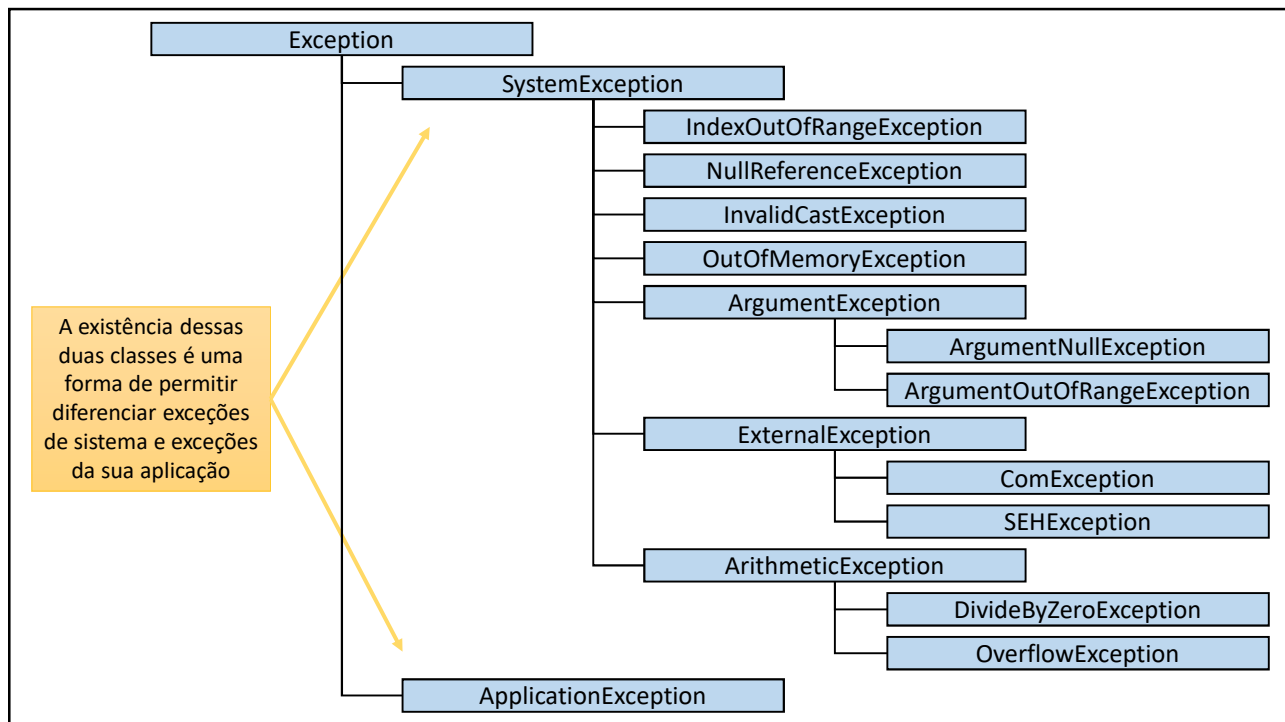 Exception
SystemException
IndexOutOfRangeException
NullReferenceException
InvalidCastException
OutOfMemoryException
ArgumentException
ArgumentNullException
ArgumentOutOfRangeException
ExternalException
ComException
SEHException
ArithmeticException
DivideByZeroException
OverflowException
ApplicationException
A existência dessas
duas classes é uma
forma de permitir
diferenciar exceções
de sistema e exceções
da sua aplicação